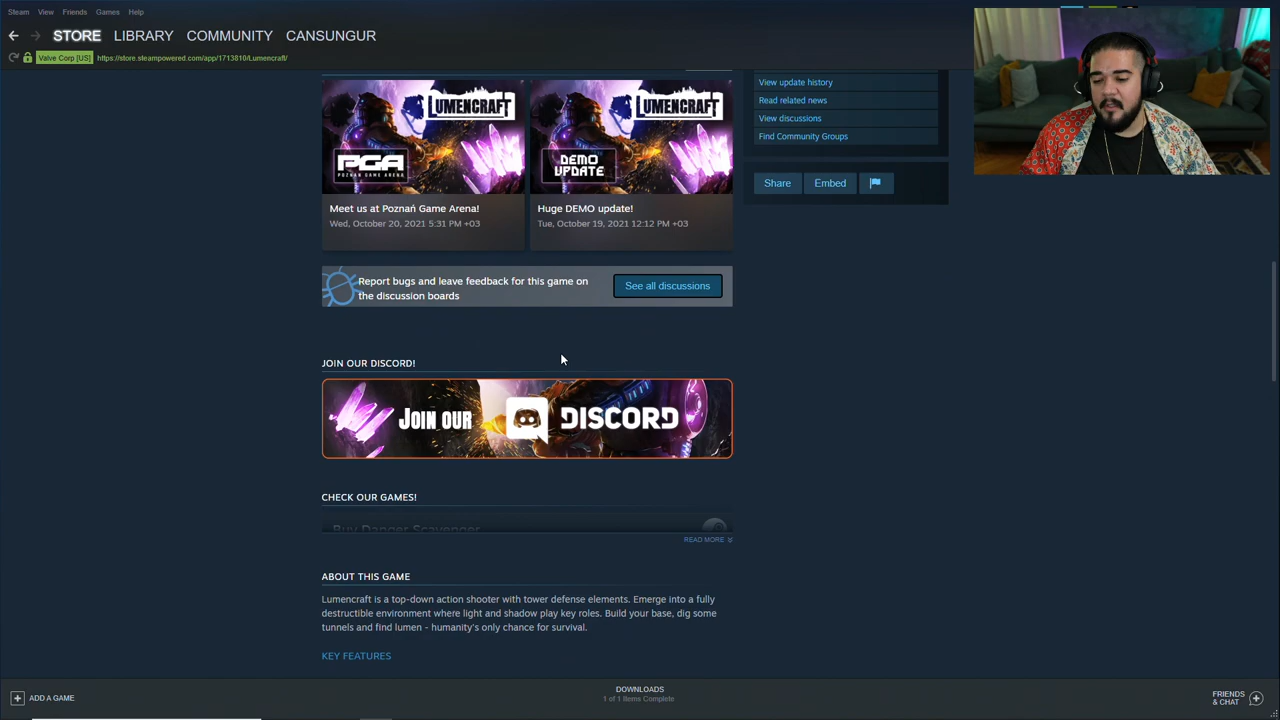 Steam View Friends Games Help
STORE LIBRARY COMMUNITY CANSUNGUR
Valve Corp [US] https://store.steampowered.com/app/1713810/Lumencraft/
LUMENCRAFT
PGA
POZNAŃ GAME ARENA
Meet us at Poznań Game Arena!
Wed, October 20, 2021 5:31 PM +03
LUMENCRAFT
DEMO
UPDATE
Huge DEMO update!
Tue, October 19, 2021 12:12 PM +03
View update history
Read related news
View discussions
Find Community Groups
Share Embed
Report bugs and leave feedback for this game on
the discussion boards
See all discussions
JOIN OUR DISCORD!
JOIN OUR DISCORD
CHECK OUR GAMES!
Buy Danger Scavenger
READ MORE
ABOUT THIS GAME
Lumencraft is a top-down action shooter with tower defense elements. Emerge into a fully
destructible environment where light and shadow play key roles. Build your base, dig some
tunnels and find lumen - humanity's only chance for survival.
KEY FEATURES
ADD A GAME
DOWNLOADS
1 of 1 Items Complete
FRIENDS
& CHAT